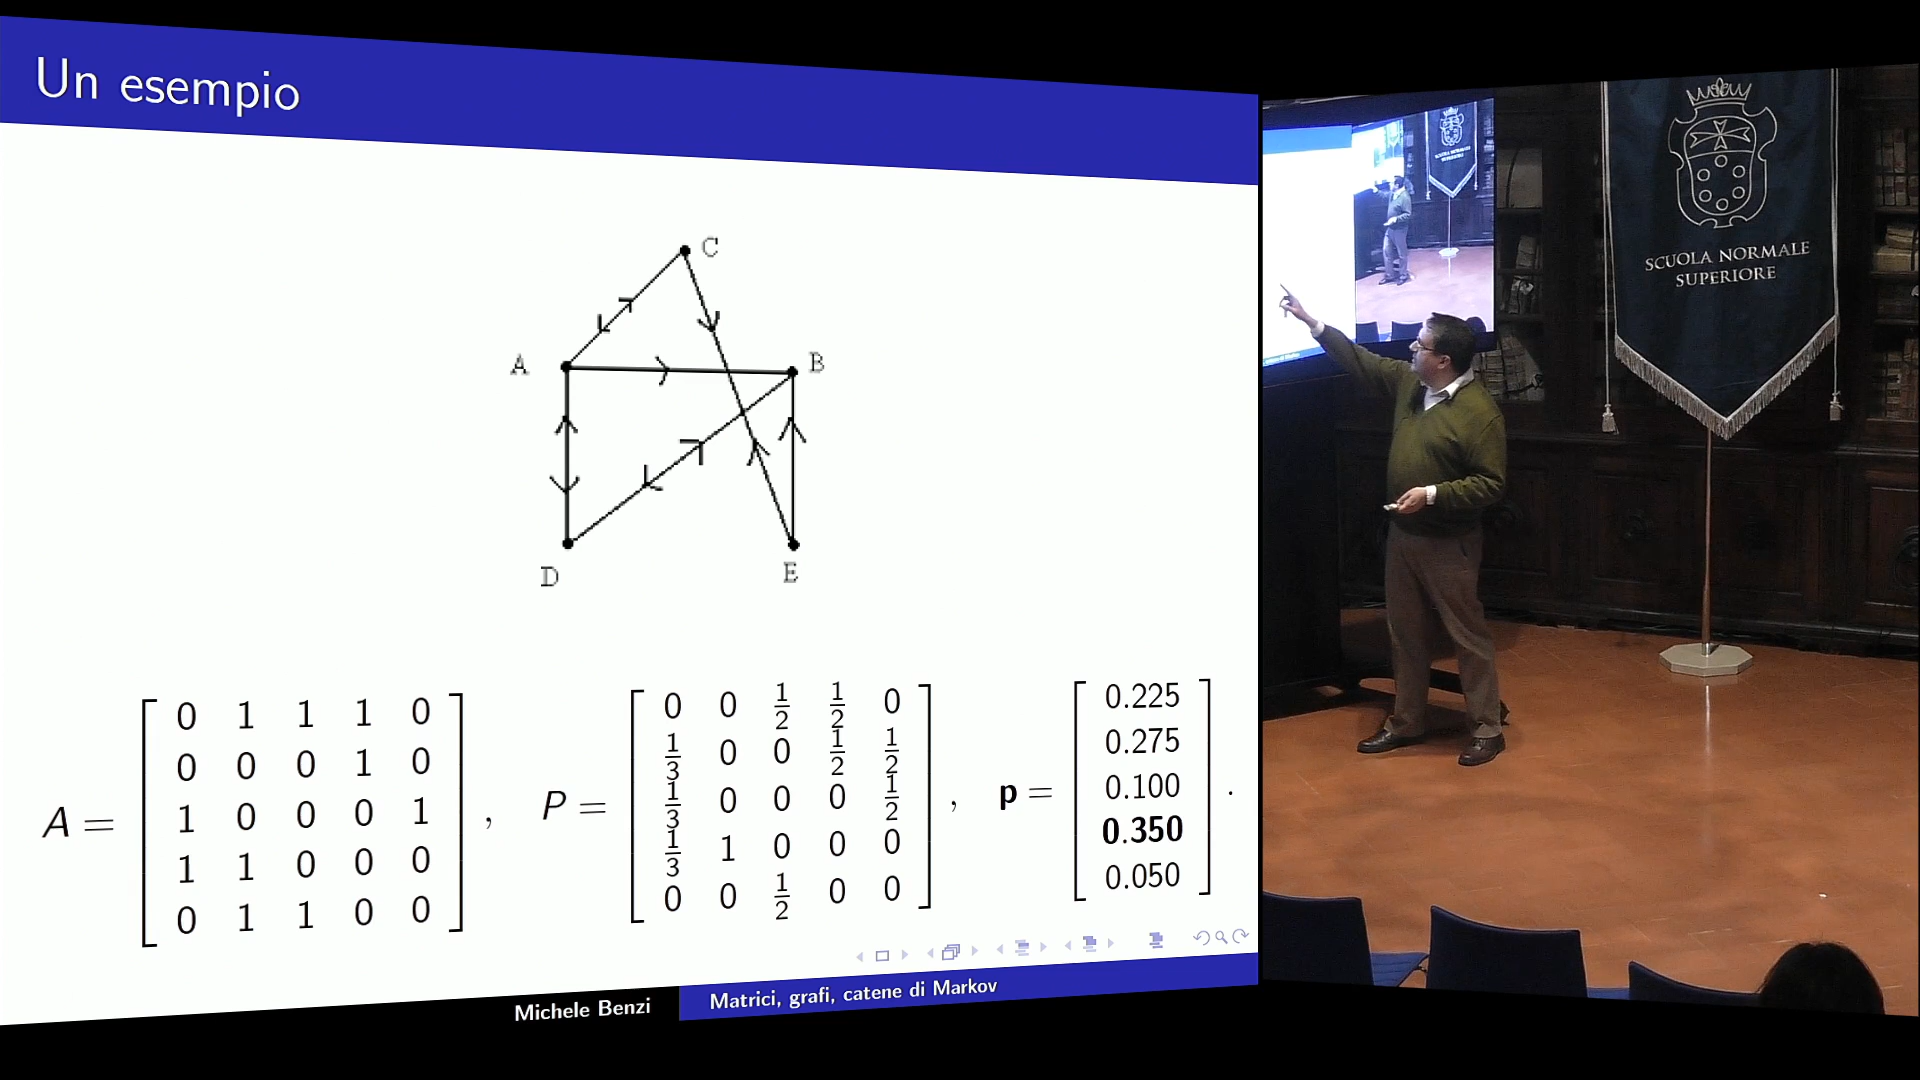 Un esempio
C
A
B
D
E
A =
0 1 1 1 0
0 0 0 1 0
1 0 0 0 1
1 1 0 0 0
0 1 1 0 0
,
P =
0 0 1/2 1/2 0
1/3 0 0 1/2 1/2
1/3 0 0 0 1/2
1/3 1 0 0 0
0 0 1/2 0 0
,
p =
0.225
0.275
0.100
0.350
0.050
.
Michele Benzi
Matrici, grafi, catene di Markov
SCUOLA NORMALE
SUPERIORE